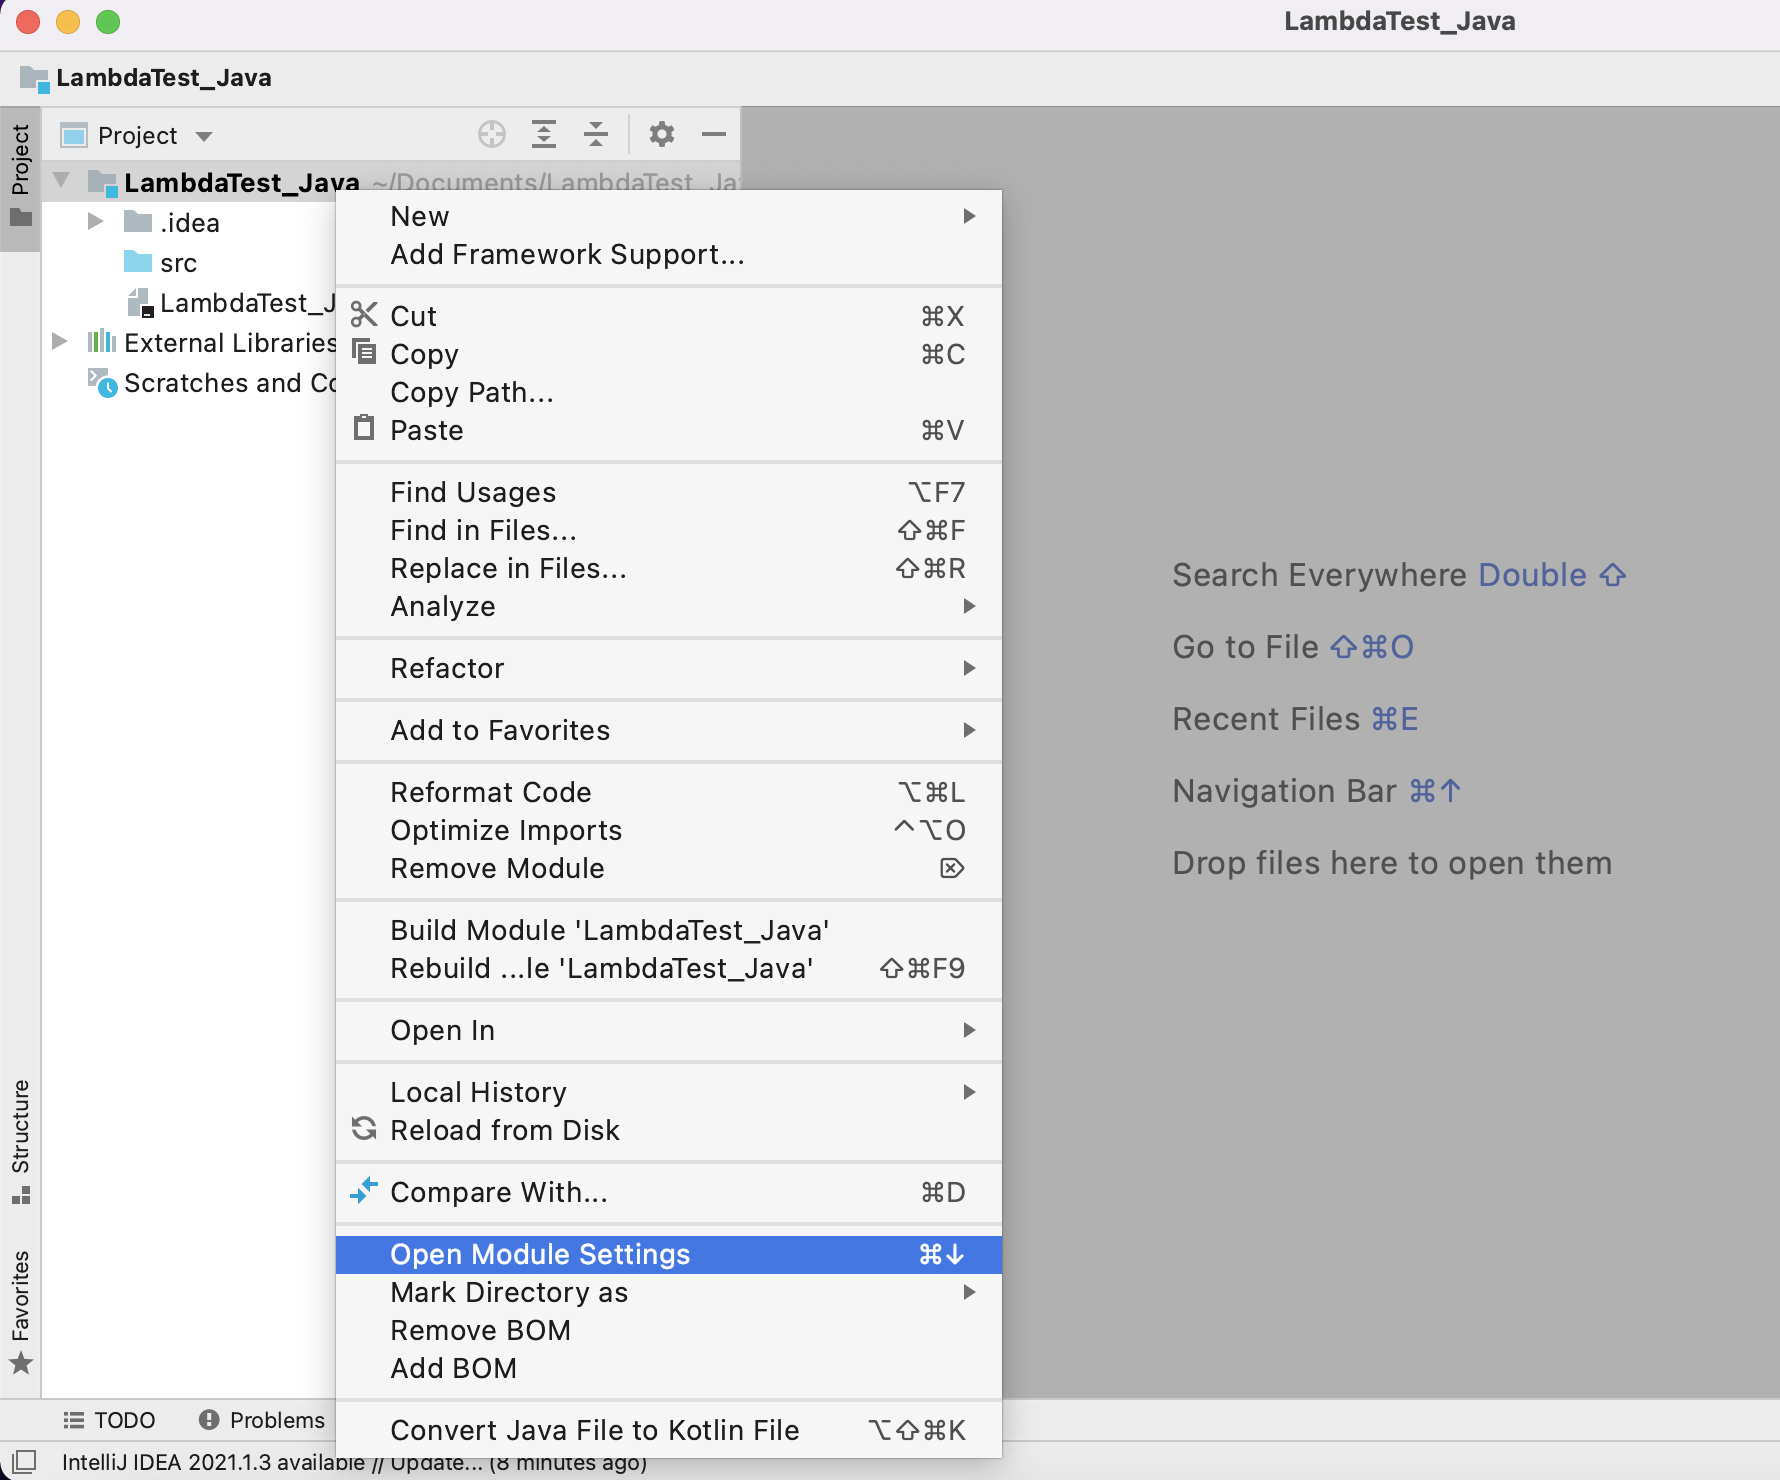 LambdaTest_Java
LambdaTest_Java
Project
Project
LambdaTest_Java ~/Documents/LambdaTest_Ja
.idea
src
LambdaTest_J
External Libraries
Scratches and Co
New
Add Framework Support...
Cut ⌘X
Copy ⌘C
Copy Path...
Paste ⌘V
Find Usages ⌥F7
Find in Files... ⇧⌘F
Replace in Files... ⇧⌘R
Analyze
Refactor
Add to Favorites
Reformat Code ⌥⌘L
Optimize Imports ^⌥O
Remove Module ⌦
Build Module 'LambdaTest_Java'
Rebuild ...le 'LambdaTest_Java' ⇧⌘F9
Open In
Local History
Reload from Disk
Compare With... ⌘D
Open Module Settings ⌘↓
Mark Directory as
Remove BOM
Add BOM
Convert Java File to Kotlin File ⌥⇧⌘K
Search Everywhere Double ⇧
Go to File ⇧⌘O
Recent Files ⌘E
Navigation Bar ⌘↑
Drop files here to open them
Structure
Favorites
TODO
Problems
IntelliJ IDEA 2021.1.3 available // Update... (8 minutes ago)